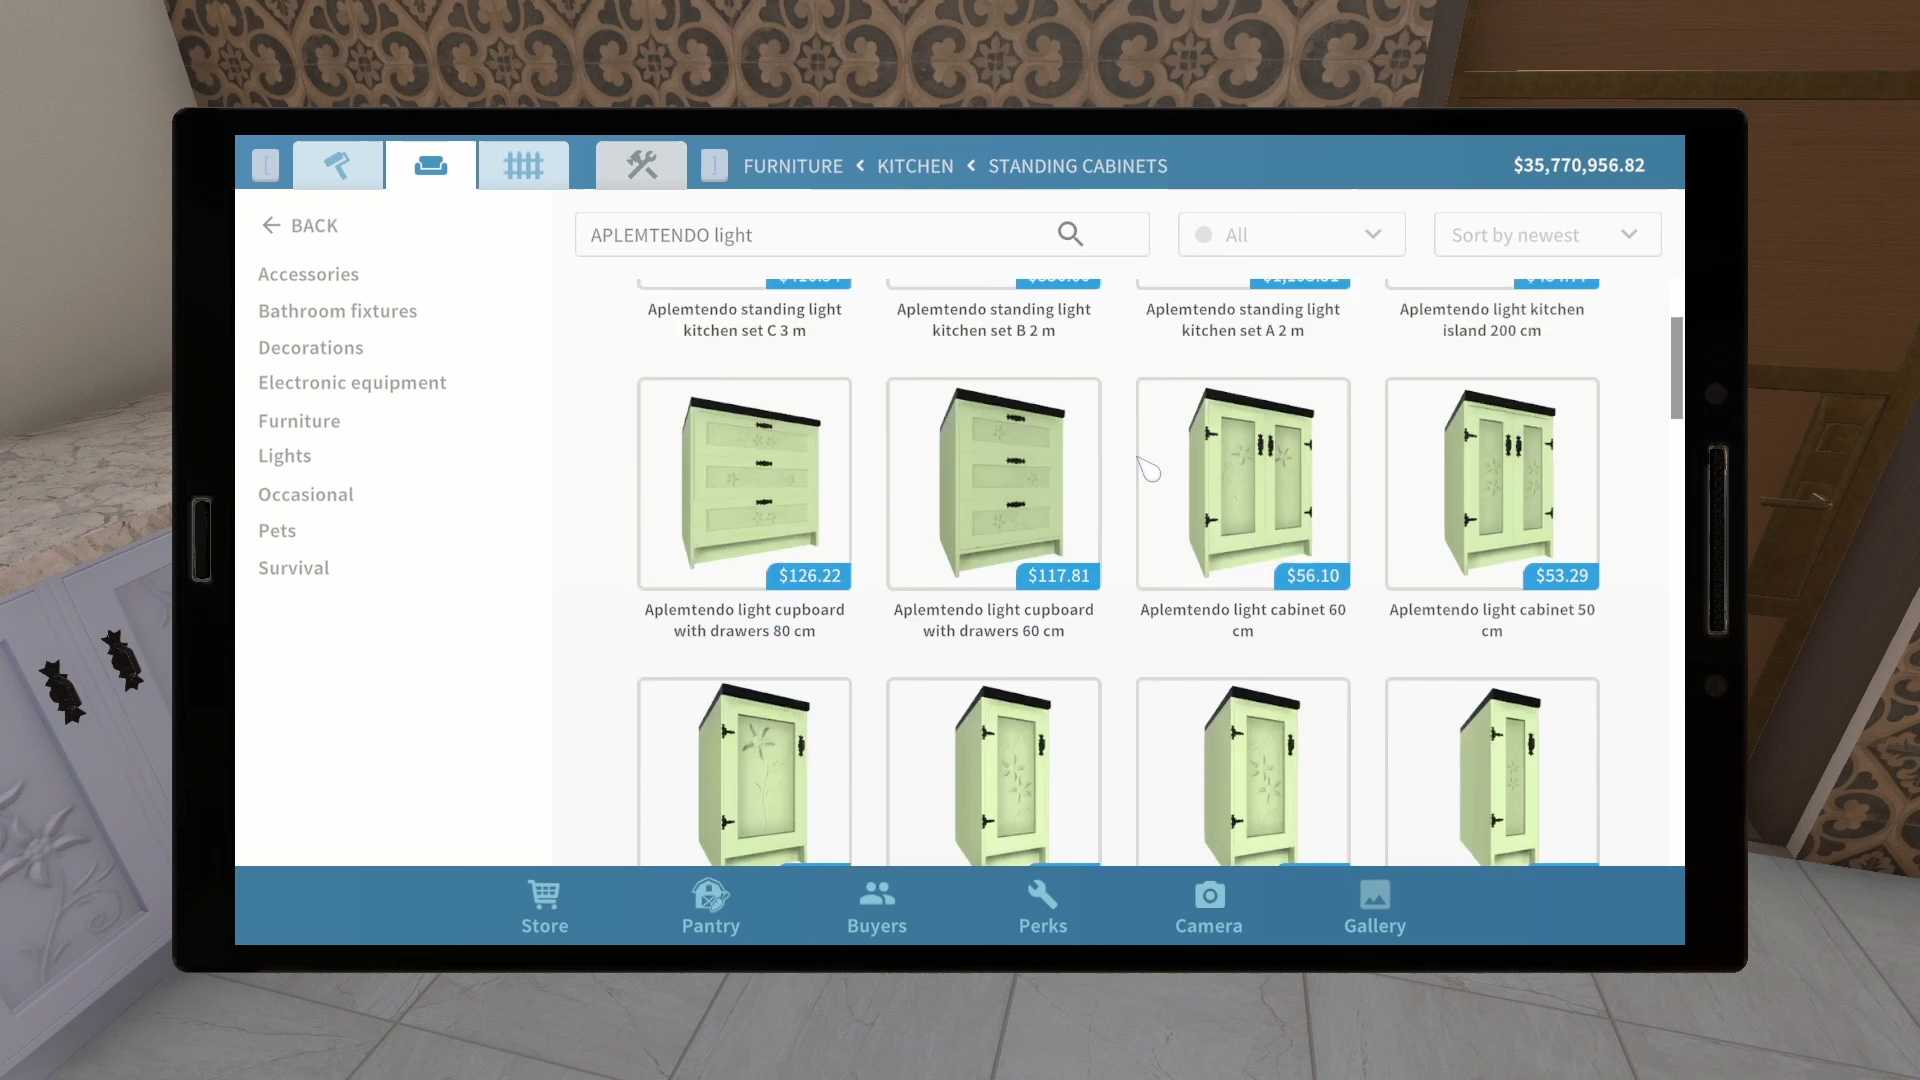 FURNITURE < KITCHEN < STANDING CABINETS
$35,770,956.82
BACK
APLEMTENDO light
All
Sort by newest
Accessories
Bathroom fixtures
Decorations
Electronic equipment
Furniture
Lights
Occasional
Pets
Survival
Aplemtendo standing light
kitchen set C 3 m
Aplemtendo standing light
kitchen set B 2 m
Aplemtendo standing light
kitchen set A 2 m
Aplemtendo light kitchen
island 200 cm
$126.22
$117.81
$56.10
$53.29
Aplemtendo light cupboard
with drawers 80 cm
Aplemtendo light cupboard
with drawers 60 cm
Aplemtendo light cabinet 60
cm
Aplemtendo light cabinet 50
cm
Store
Pantry
Buyers
Perks
Camera
Gallery